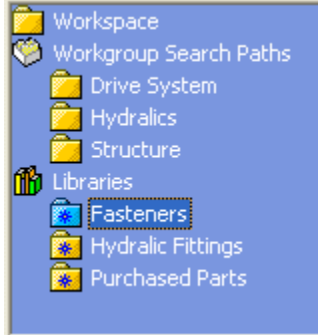 Workspace
Workgroup Search Paths
Drive System
Hydralics
Structure
Libraries
Fasteners
Hydralic Fittings
Purchased Parts